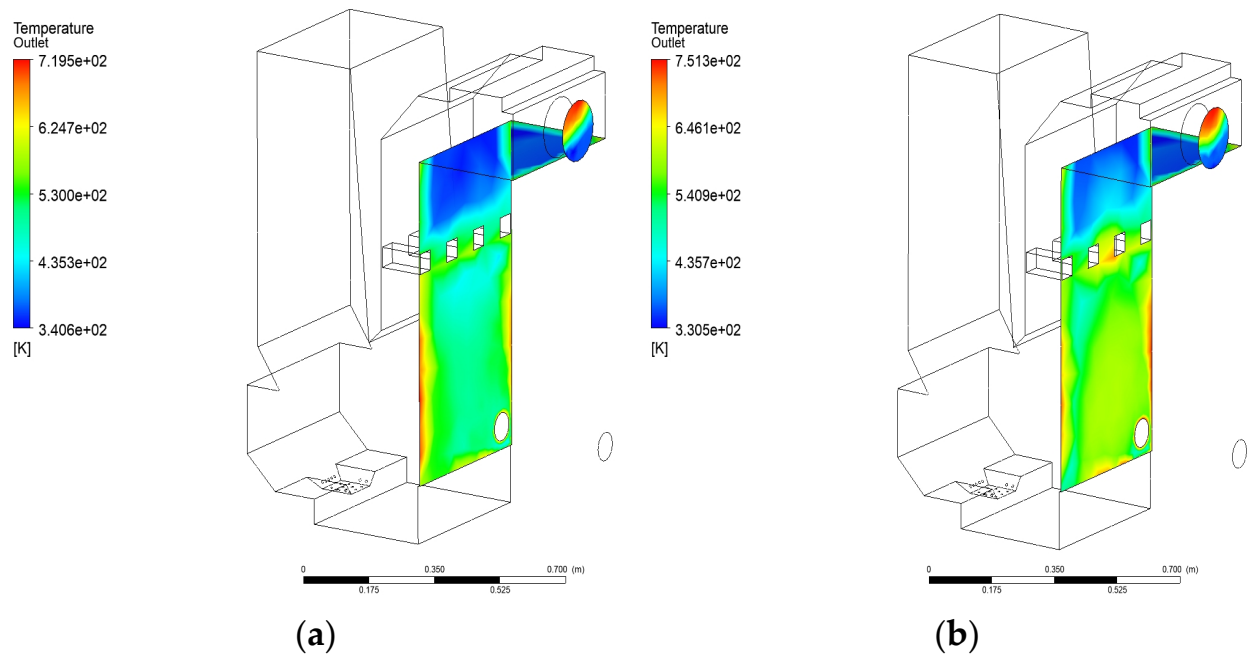 Temperature
Outlet
7.195e+02
6.247e+02
5.300e+02
4.353e+02
3.406e+02
[K]
0 0.350 0.700 (m)
0.175 0.525
(a)
Temperature
Outlet
7.513e+02
6.461e+02
5.409e+02
4.357e+02
3.305e+02
[K]
0 0.350 0.700 (m)
0.175 0.525
(b)